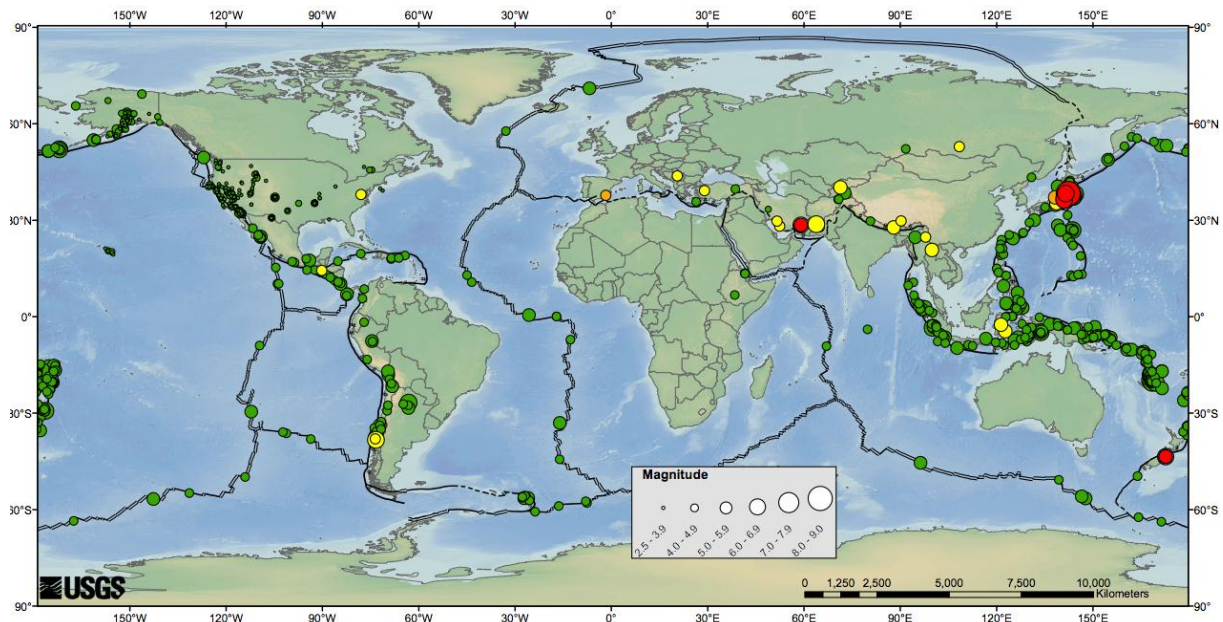 150°W 120°W 90°W 60°W 30°W 0° 30°E 60°E 90°E 120°E 150°E
90° 90°
60°N 60°N
30°N 30°N
0° 0°
30°S 30°S
60°S 60°S
90° 90°
Magnitude
2.5 - 3.9 4.0 - 4.9 5.0 - 5.9 6.0 - 6.9 7.0 - 7.9 8.0 - 9.0
USGS
0 1,250 2,500 5,000 7,500 10,000
Kilometers
150°W 120°W 90°W 60°W 30°W 0° 30°E 60°E 90°E 120°E 150°E